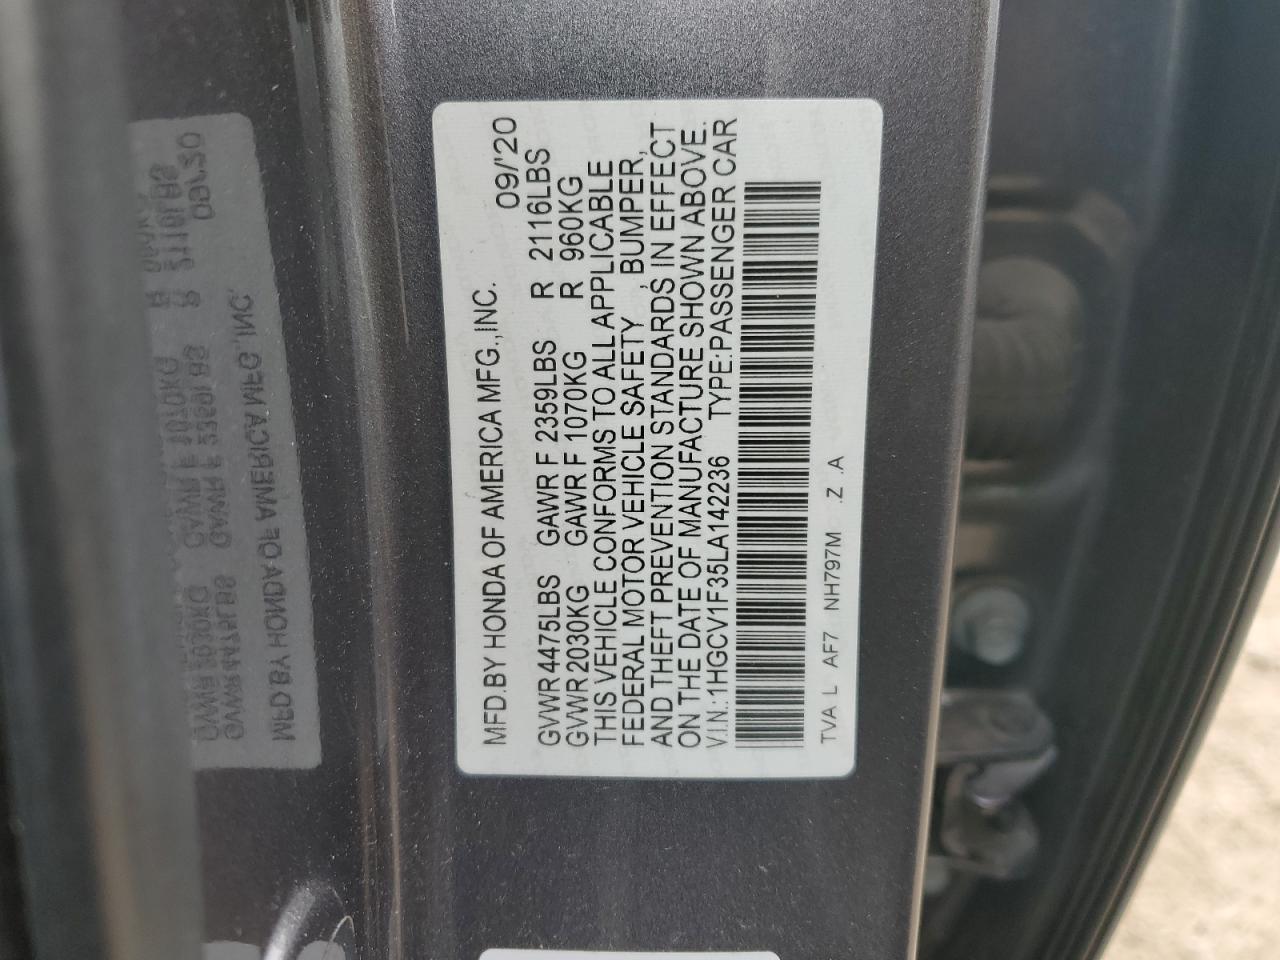 MFD.BY HONDA OF AMERICA MFG.,INC. 09/'20
GVWR 4475LBS GAWR F 2359LBS R 2116LBS
GVWR 2030KG GAWR F 1070KG R 960KG
THIS VEHICLE CONFORMS TO ALL APPLICABLE
FEDERAL MOTOR VEHICLE SAFETY , BUMPER,
AND THEFT PREVENTION STANDARDS IN EFFECT
ON THE DATE OF MANUFACTURE SHOWN ABOVE.
V.I.N.:1HGCV1F35LA142236 TYPE:PASSENGER CAR
TVA L AF7 NH797M .Z .A